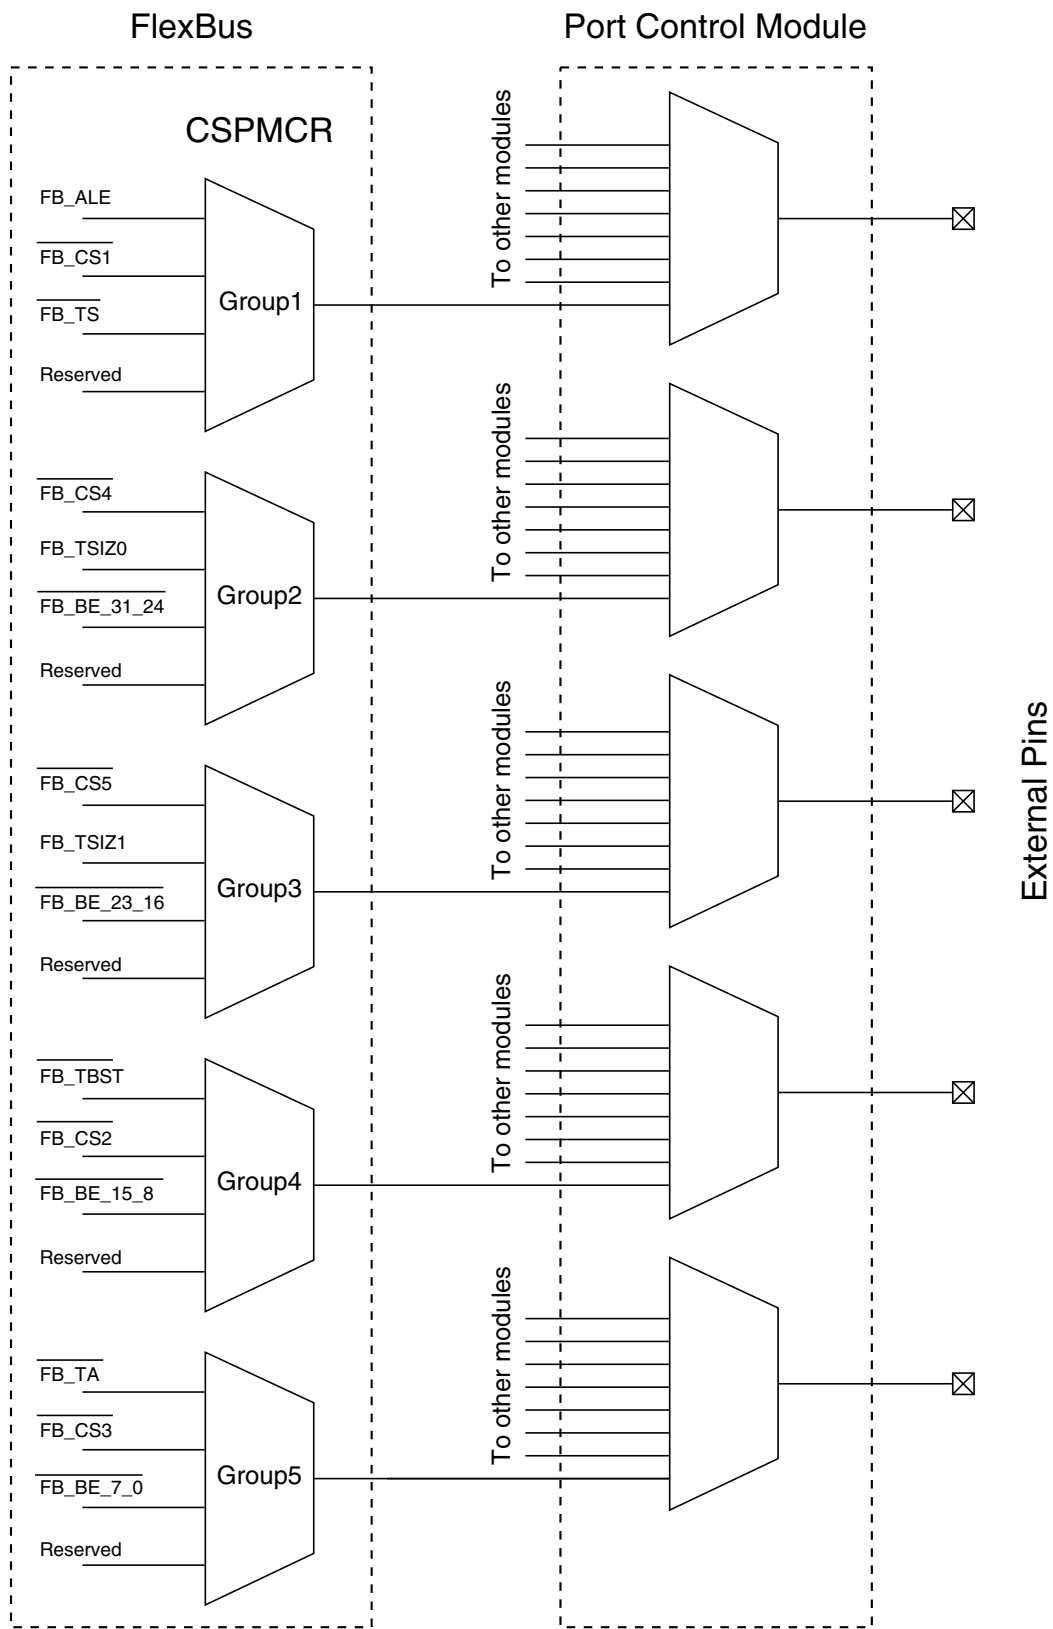 FlexBus
Port Control Module
CSPMCR
FB_ALE
FB_CS1
FB_TS
Reserved
Group1
To other modules
FB_CS4
FB_TSIZ0
FB_BE_31_24
Reserved
Group2
To other modules
FB_CS5
FB_TSIZ1
FB_BE_23_16
Reserved
Group3
To other modules
External Pins
FB_TBST
FB_CS2
FB_BE_15_8
Reserved
Group4
To other modules
FB_TA
FB_CS3
FB_BE_7_0
Reserved
Group5
To other modules